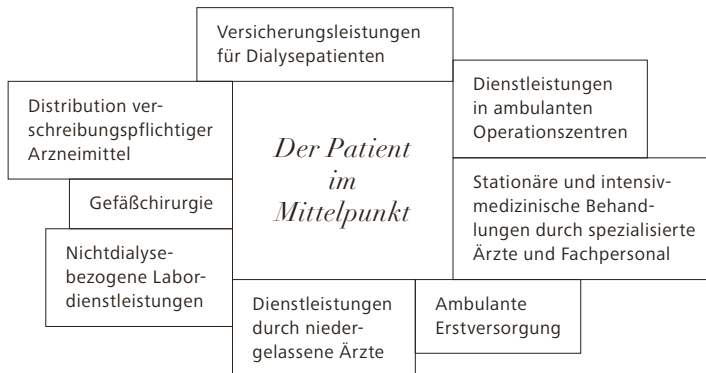 Versicherungsleistungen
für Dialysepatienten
Dienstleistungen
in ambulanten
Operationszentren
Distribution ver-
schreibungspflichtiger
Arzneimittel
Der Patient
im
Mittelpunkt
Stationäre und intensiv-
medizinische Behand-
lungen durch spezialisierte
Ärzte und Fachpersonal
Gefäßchirurgie
Nichtdialyse-
bezogene Labor-
dienstleistungen
Dienstleistungen
durch nieder-
gelassene Ärzte
Ambulante
Erstversorgung